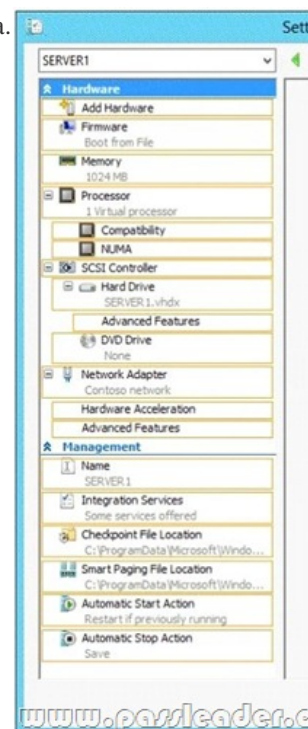 a.
Sett
SERVER1
Hardware
Add Hardware
Firmware
Boot from File
Memory
1024 MB
Processor
1 Virtual processor
Compatibility
NUMA
SCSI Controller
Hard Drive
SERVER1.vhdx
Advanced Features
DVD Drive
None
Network Adapter
Contoso network
Hardware Acceleration
Advanced Features
Management
Name
SERVER1
Integration Services
Some services offered
Checkpoint File Location
C:\ProgramData\Microsoft\Windo...
Smart Paging File Location
C:\ProgramData\Microsoft\Windo...
Automatic Start Action
Restart if previously running
Automatic Stop Action
Save
www.passleader.c